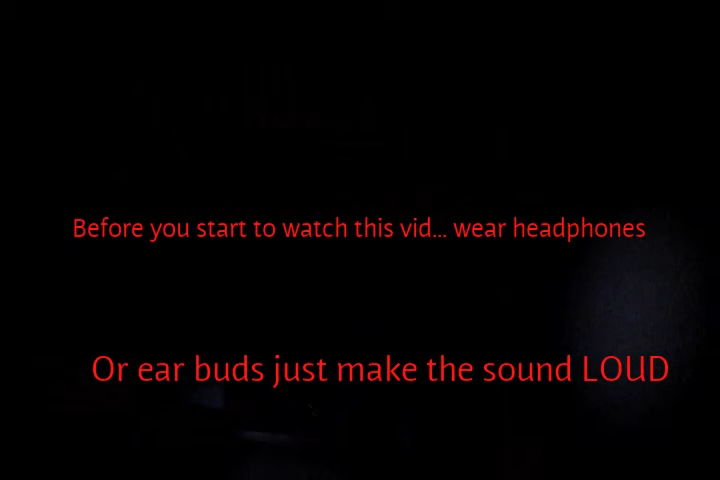 Before you start to watch this vid... wear headphones
Or ear buds just make the sound LOUD